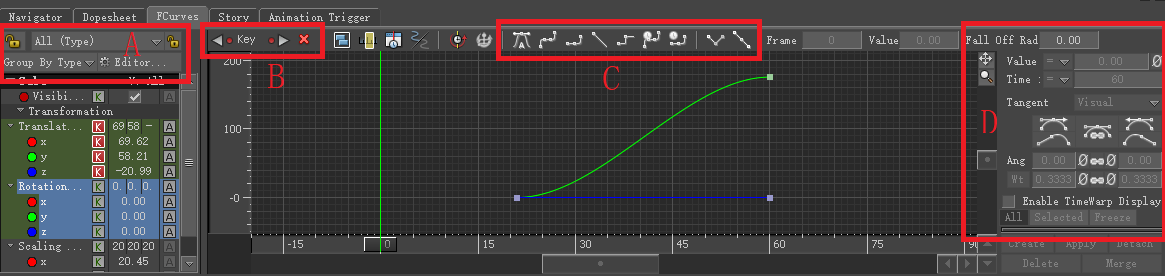 Navigator Dopesheet FCurves Story Animation Trigger
All (Type) A
Group By Type Editor...
Key B
C
Frame 0 Value 0.00
Fall Off Rad 0.00
Value = 0.00
Time : = 60
D
Tangent Visual
Ang 0.00 0.00
Wt 0.3333 0.3333
Enable TimeWarp Display
All Selected Freeze
Create Apply Detach
Delete Merge
Visibi... K A
Transformation
Translat... K 69 58 - A
x K 69.62 A
y K 58.21 A
z K -20.99 A
Rotation... K 0. 0. 0. A
x K 0.00 A
y K 0.00 A
z K 0.00 A
Scaling ... K 20 20 20 A
x K 20.45 A
200
100
-0
-15 0 15 30 45 60 75 90